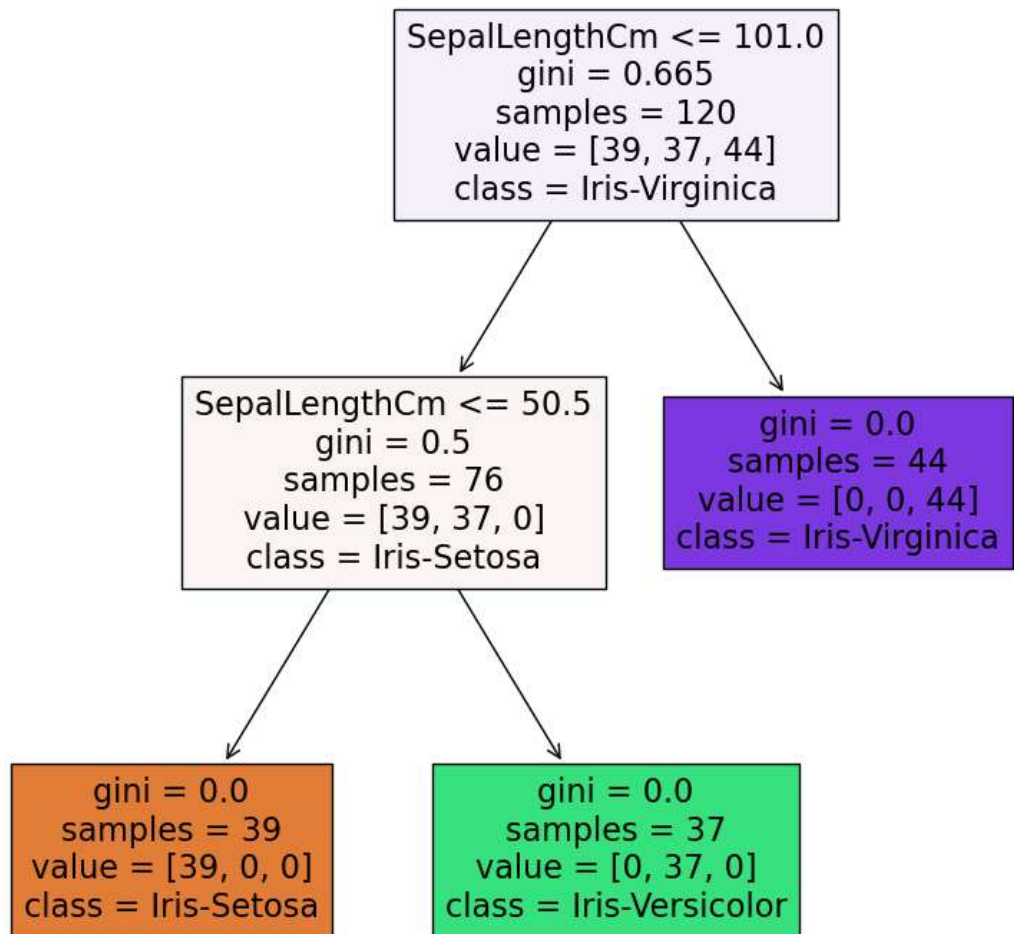 SepalLengthCm <= 101.0
gini = 0.665
samples = 120
value = [39, 37, 44]
class = Iris-Virginica
SepalLengthCm <= 50.5
gini = 0.5
samples = 76
value = [39, 37, 0]
class = Iris-Setosa
gini = 0.0
samples = 44
value = [0, 0, 44]
class = Iris-Virginica
gini = 0.0
samples = 39
value = [39, 0, 0]
class = Iris-Setosa
gini = 0.0
samples = 37
value = [0, 37, 0]
class = Iris-Versicolor